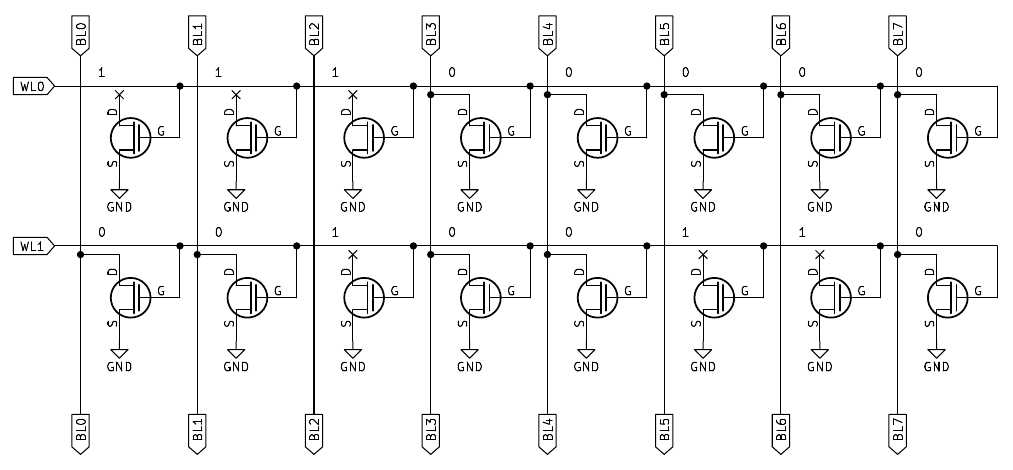 BL0 BL1 BL2 BL3 BL4 BL5 BL6 BL7
1 1 1 0 0 0 0 0
WL0
D D D D D D D D
G G G G G G G G
S S S S S S S S
GND GND GND GND GND GND GND GND
0 0 1 0 0 1 1 0
WL1
D D D D D D D D
G G G G G G G G
S S S S S S S S
GND GND GND GND GND GND GND GND
BL0 BL1 BL2 BL3 BL4 BL5 BL6 BL7